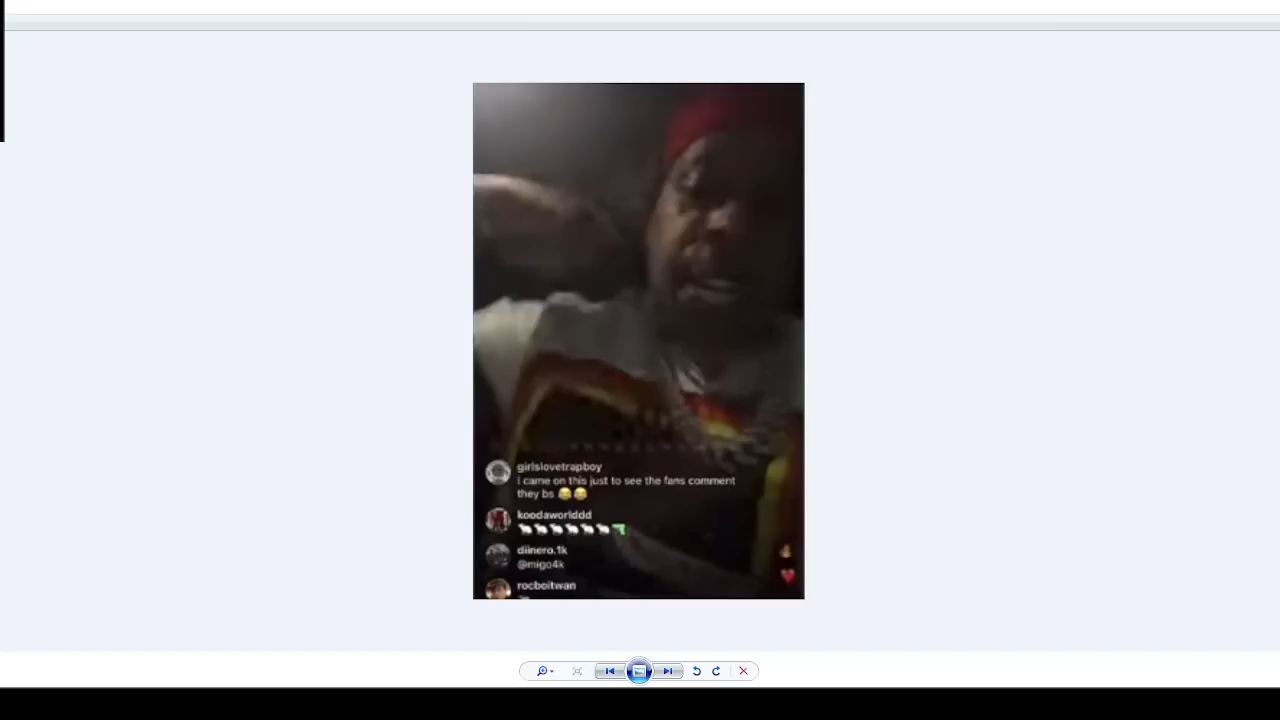 girlslovetrapboy
I came on this just to see the fans comment
they bs 😂😂
koodaworlddd
🐀🐀🐀🐀🐀🐀🔫
diinero.1k
@migo4k
rocboitwan